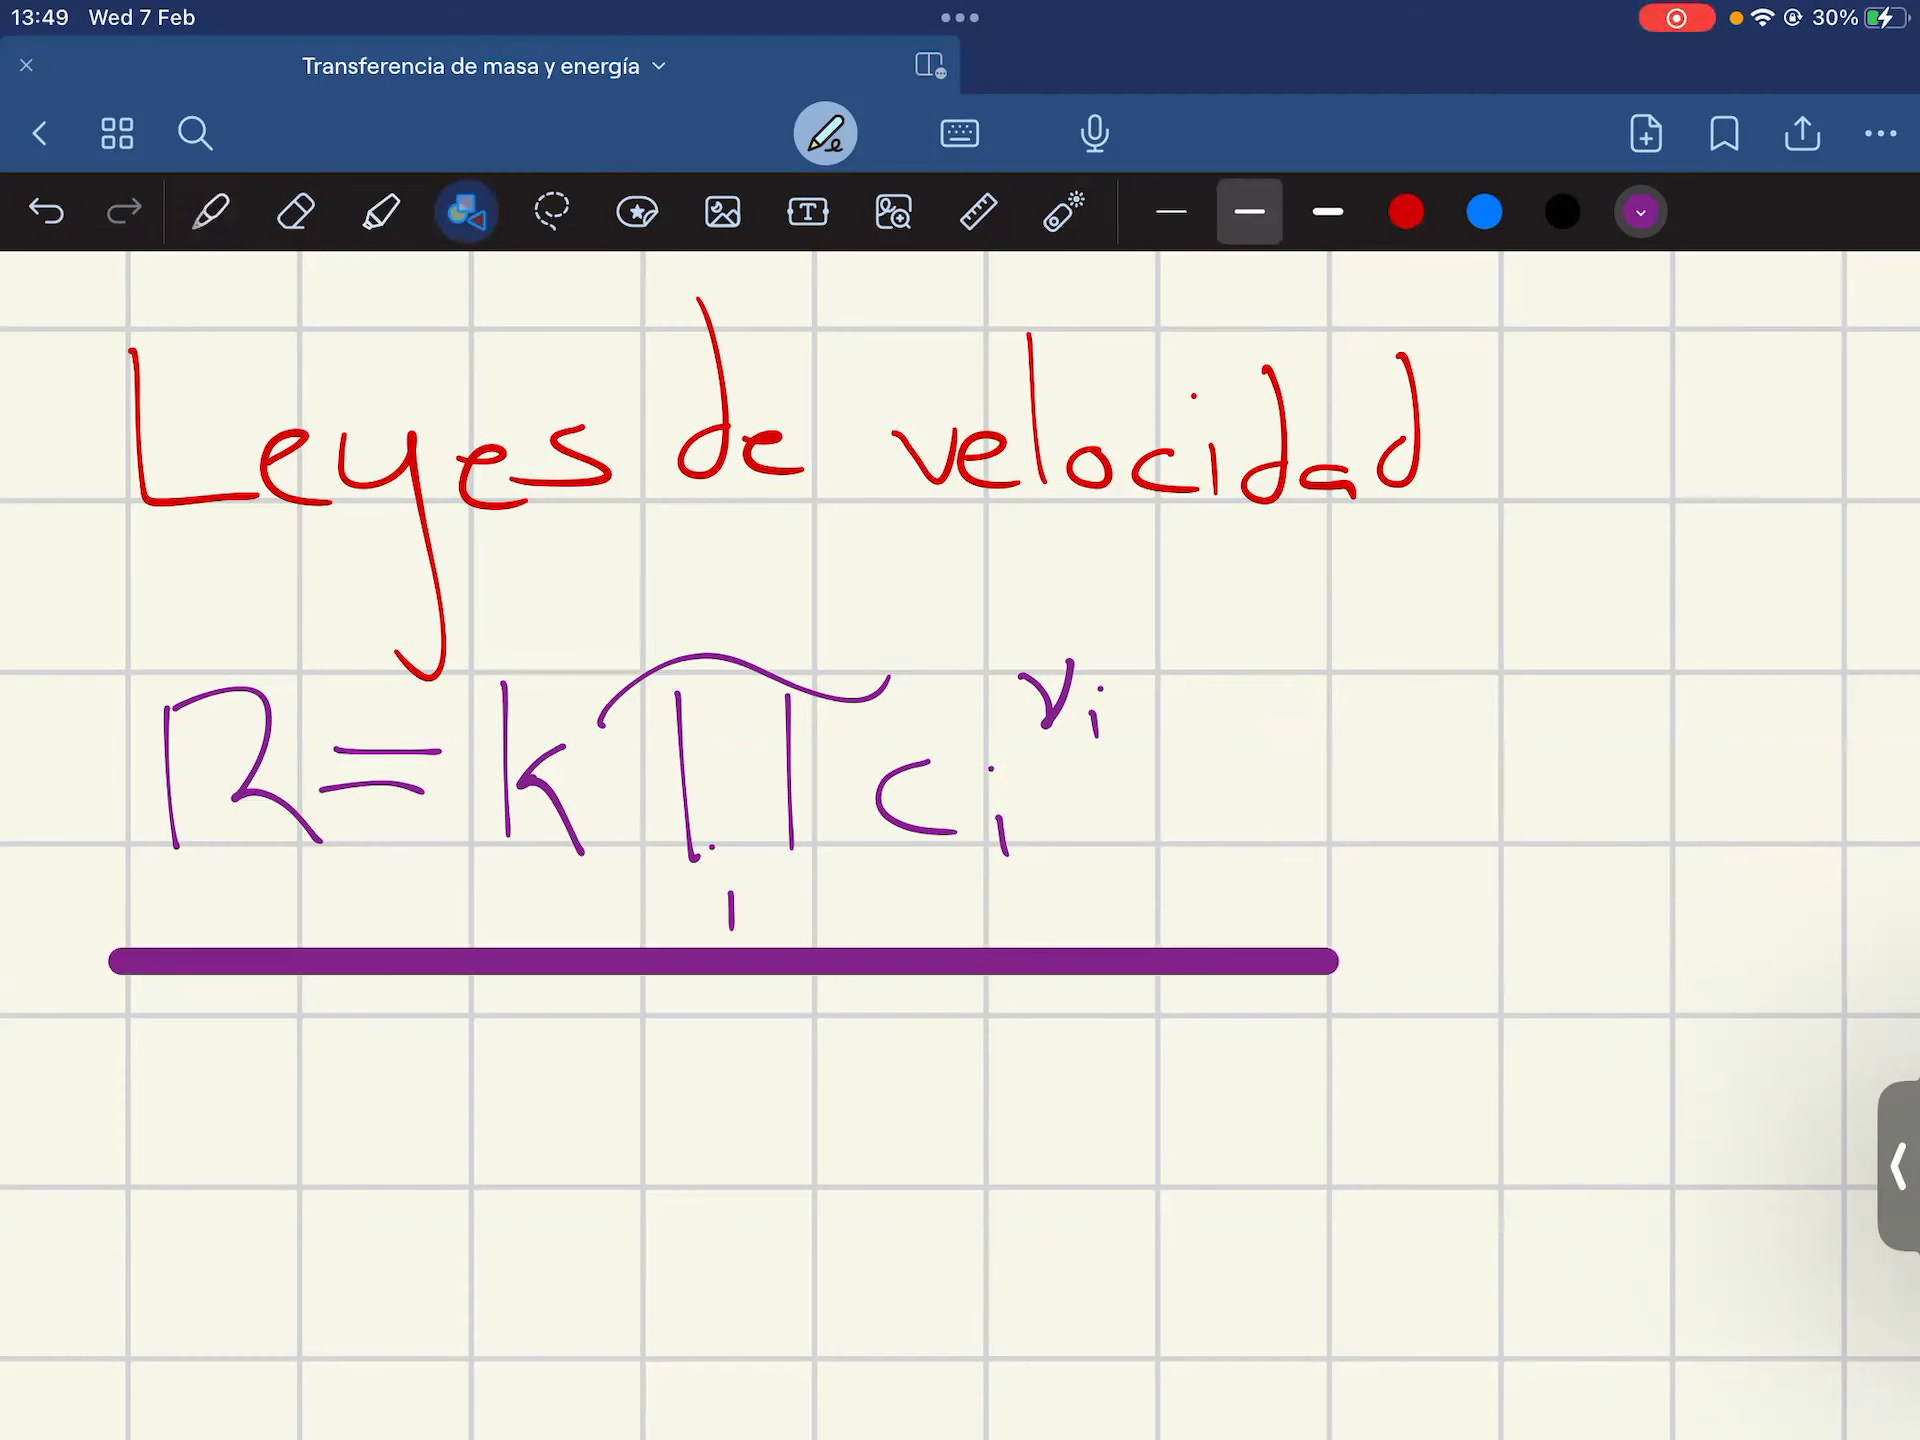 13:49 Wed 7 Feb 30%
Transferencia de masa y energía
Leyes de velocidad
R = k ∏ᵢ cᵢ^νᵢ